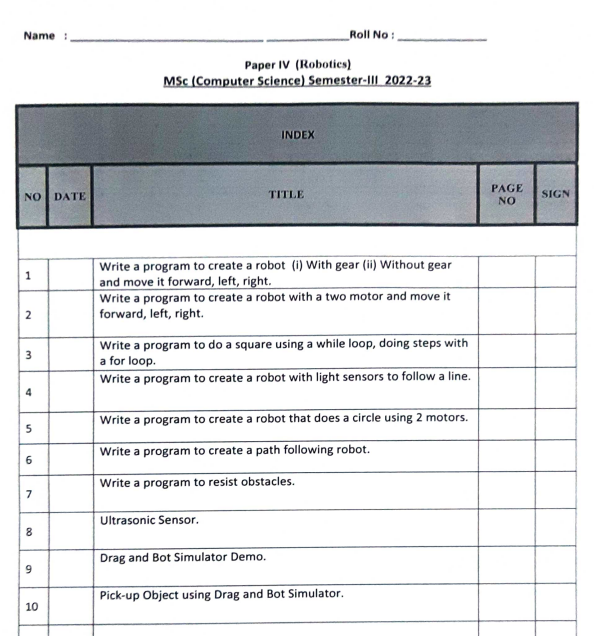 Name : ____________________ Roll No : ____________
Paper IV (Robotics)
MSc (Computer Science) Semester-III 2022-23
INDEX
NO DATE TITLE PAGE NO SIGN
1 Write a program to create a robot (i) With gear (ii) Without gear
and move it forward, left, right.
2 Write a program to create a robot with a two motor and move it
forward, left, right.
3 Write a program to do a square using a while loop, doing steps with
a for loop.
4 Write a program to create a robot with light sensors to follow a line.
5 Write a program to create a robot that does a circle using 2 motors.
6 Write a program to create a path following robot.
7 Write a program to resist obstacles.
8 Ultrasonic Sensor.
9 Drag and Bot Simulator Demo.
10 Pick-up Object using Drag and Bot Simulator.